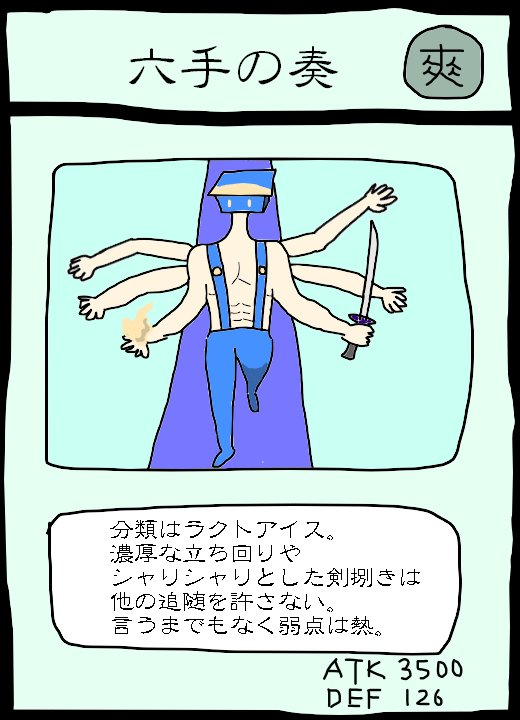 六手の奏
爽
分類はラクトアイス。
濃厚な立ち回りや
シャリシャリとした剣捌きは
他の追随を許さない。
言うまでもなく弱点は熱。
ATK 3500
DEF 126